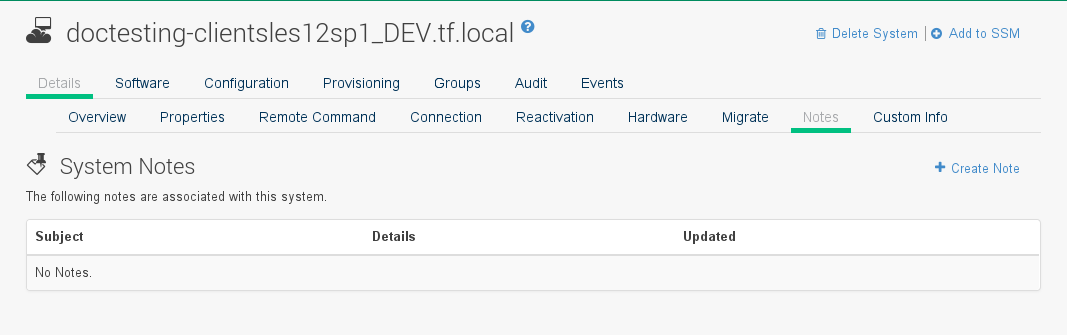 doctesting-clientsles12sp1_DEV.tf.local ?
Delete System | Add to SSM
Details Software Configuration Provisioning Groups Audit Events
Overview Properties Remote Command Connection Reactivation Hardware Migrate Notes Custom Info
System Notes
Create Note
The following notes are associated with this system.
Subject Details Updated
No Notes.